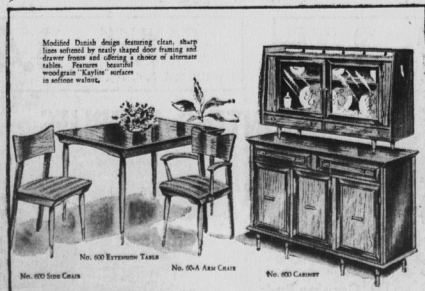 Modified Danish design featuring clean, sharp
lines softened by neatly shaped door framing and
drawer fronts and offering a choice of alternate
tables. Features beautiful
woodgrain "Kaylite" surfaces
in softone walnut.
No. 600 Extension Table
No. 60-A Arm Chair
No. 600 Cabinet
No. 600 Side Chair